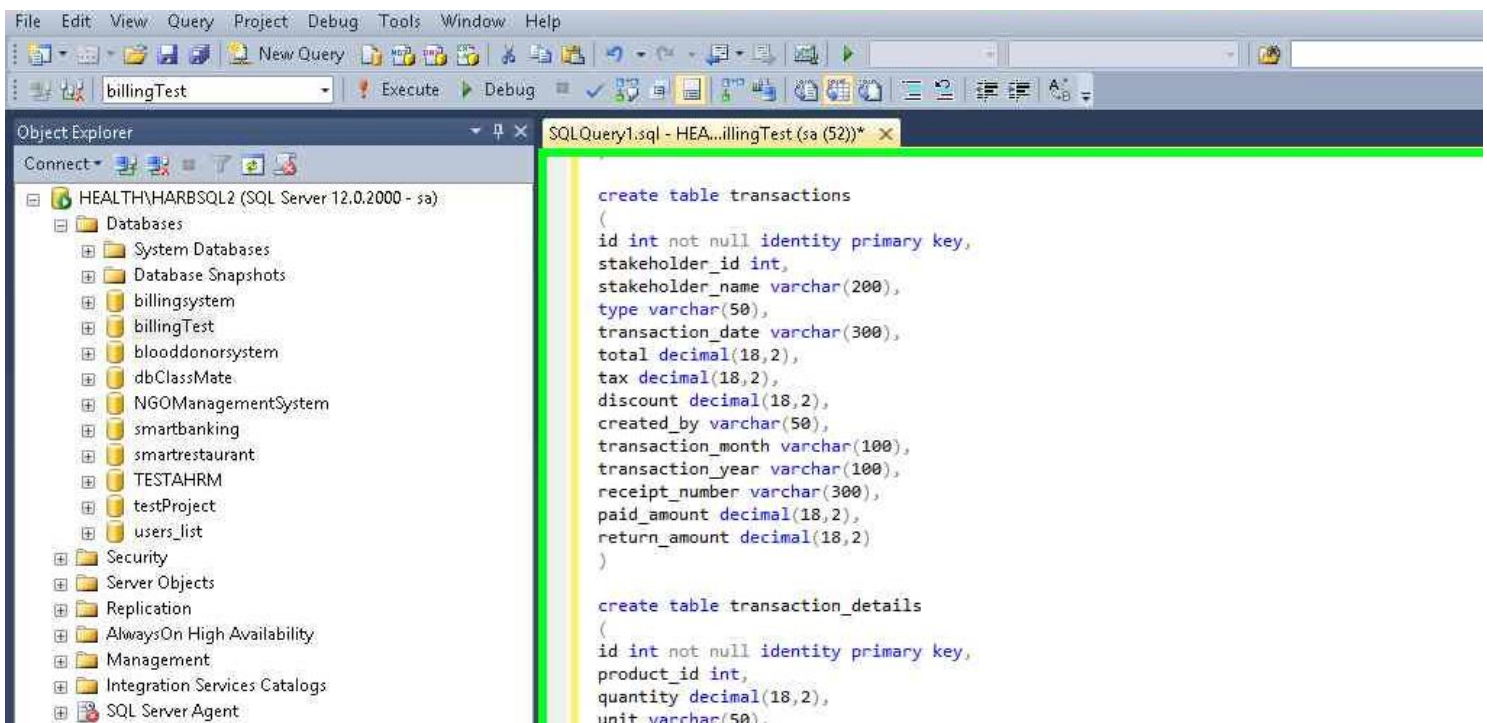 File Edit View Query Project Debug Tools Window Help
New Query
billingTest Execute Debug
Object Explorer
SQLQuery1.sql - HEA...illingTest (sa (52))*
Connect
HEALTH\HARBSQL2 (SQL Server 12.0.2000 - sa)
Databases
System Databases
Database Snapshots
billingsystem
billingTest
blooddonorsystem
dbClassMate
NGOManagementSystem
smartbanking
smartrestaurant
TESTAHRM
testProject
users_list
Security
Server Objects
Replication
AlwaysOn High Availability
Management
Integration Services Catalogs
SQL Server Agent
create table transactions
(
id int not null identity primary key,
stakeholder_id int,
stakeholder_name varchar(200),
type varchar(50),
transaction_date varchar(300),
total decimal(18,2),
tax decimal(18,2),
discount decimal(18,2),
created_by varchar(50),
transaction_month varchar(100),
transaction_year varchar(100),
receipt_number varchar(300),
paid_amount decimal(18,2),
return_amount decimal(18,2)
)
create table transaction_details
(
id int not null identity primary key,
product_id int,
quantity decimal(18,2),
unit varchar(50),